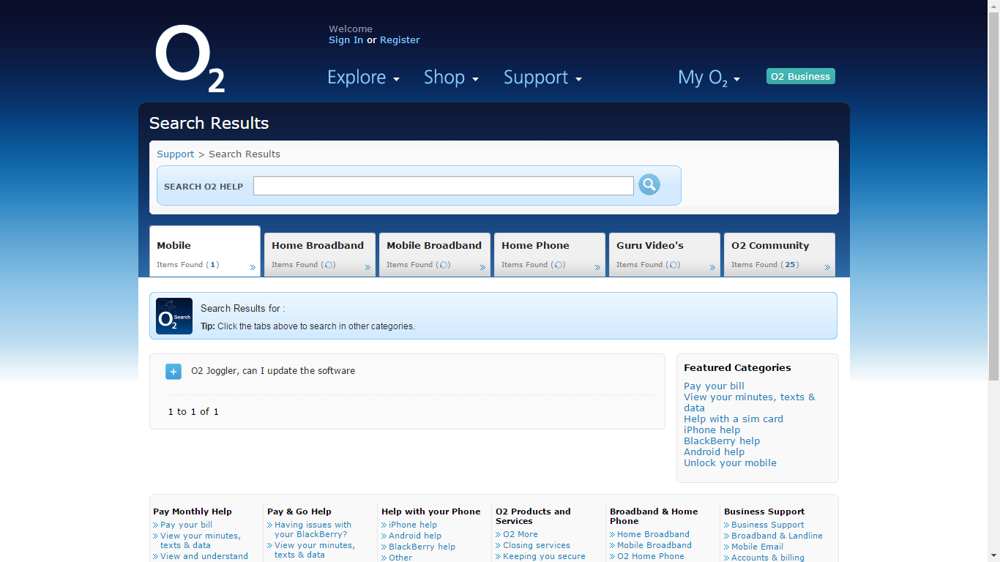 O2
Welcome
Sign In or Register
Explore
Shop
Support
My O2
O2 Business
Search Results
Support > Search Results
SEARCH O2 HELP
Mobile
Items Found ( 1 )
Home Broadband
Items Found ( )
Mobile Broadband
Items Found ( )
Home Phone
Items Found ( )
Guru Video's
Items Found ( )
O2 Community
Items Found ( 25 )
O2 Search
Search Results for :
Tip: Click the tabs above to search in other categories.
O2 Joggler, can I update the software
1 to 1 of 1
Featured Categories
Pay your bill
View your minutes, texts &
data
Help with a sim card
iPhone help
BlackBerry help
Android help
Unlock your mobile
Pay Monthly Help
Pay your bill
View your minutes,
texts & data
View and understand
Pay & Go Help
Having issues with
your BlackBerry?
View your minutes,
texts & data
Help with your Phone
iPhone help
Android help
BlackBerry help
Other
O2 Products and
Services
O2 More
Closing services
Keeping you secure
Broadband & Home
Phone
Home Broadband
Mobile Broadband
O2 Home Phone
Business Support
Business Support
Broadband & Landline
Mobile Email
Accounts & billing